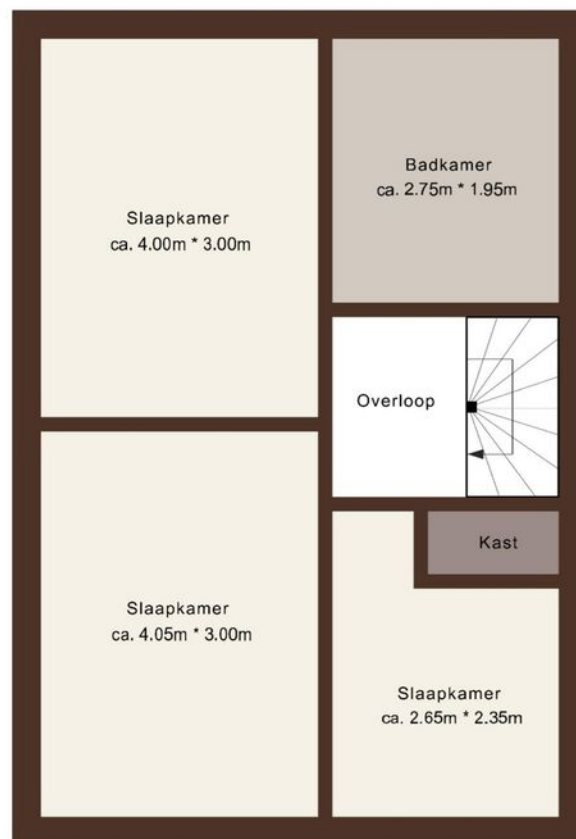 Badkamer
ca. 2.75m * 1.95m
Slaapkamer
ca. 4.00m * 3.00m
Overloop
Kast
Slaapkamer
ca. 4.05m * 3.00m
Slaapkamer
ca. 2.65m * 2.35m